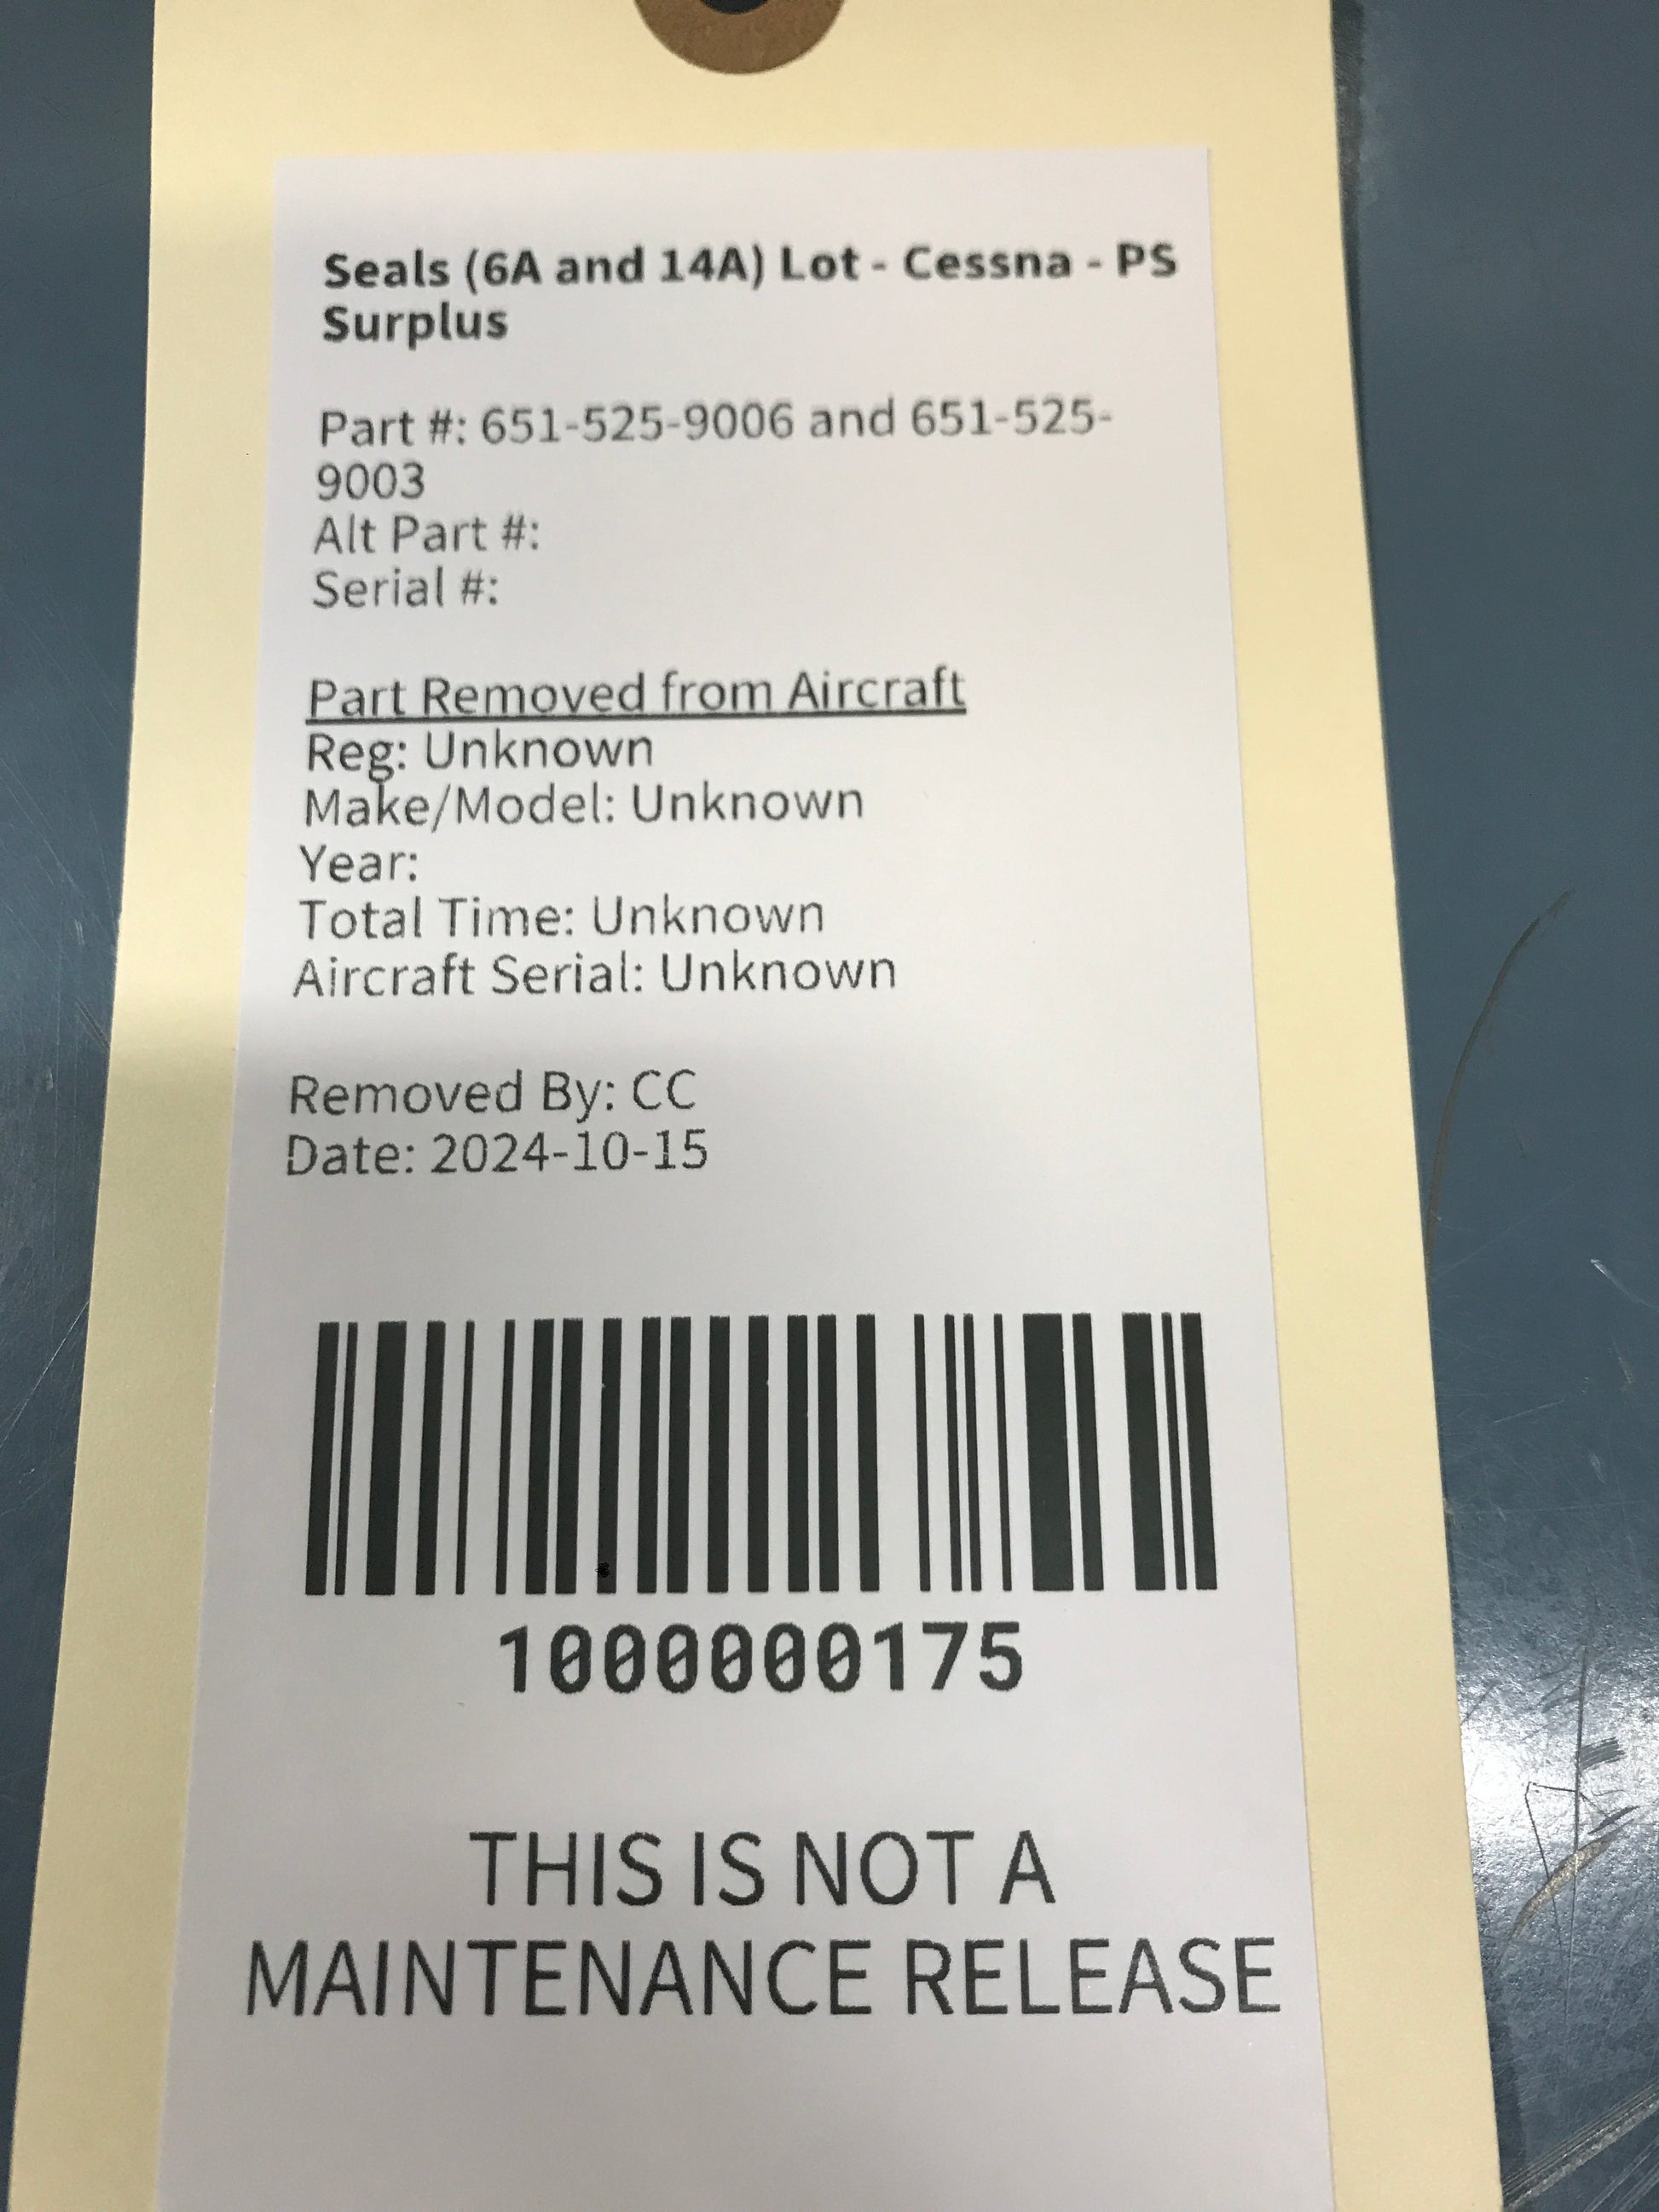 Seals (6A and 14A) Lot - Cessna - PS
Surplus
Part #: 651-525-9006 and 651-525-
9003
Alt Part #:
Serial #:
Part Removed from Aircraft
Reg: Unknown
Make/Model: Unknown
Year:
Total Time: Unknown
Aircraft Serial: Unknown
Removed By: CC
Date: 2024-10-15
1000000175
THIS IS NOT A
MAINTENANCE RELEASE